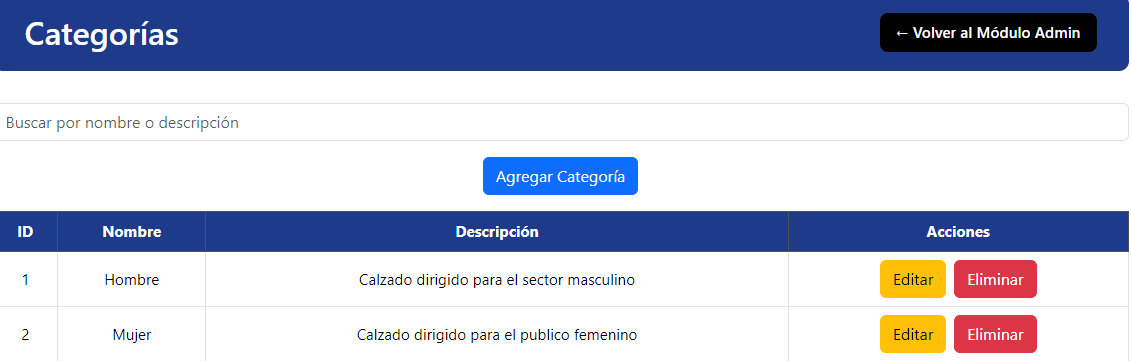 Categorías
← Volver al Módulo Admin
Buscar por nombre o descripción
Agregar Categoría
ID Nombre Descripción Acciones
1 Hombre Calzado dirigido para el sector masculino Editar Eliminar
2 Mujer Calzado dirigido para el publico femenino Editar Eliminar